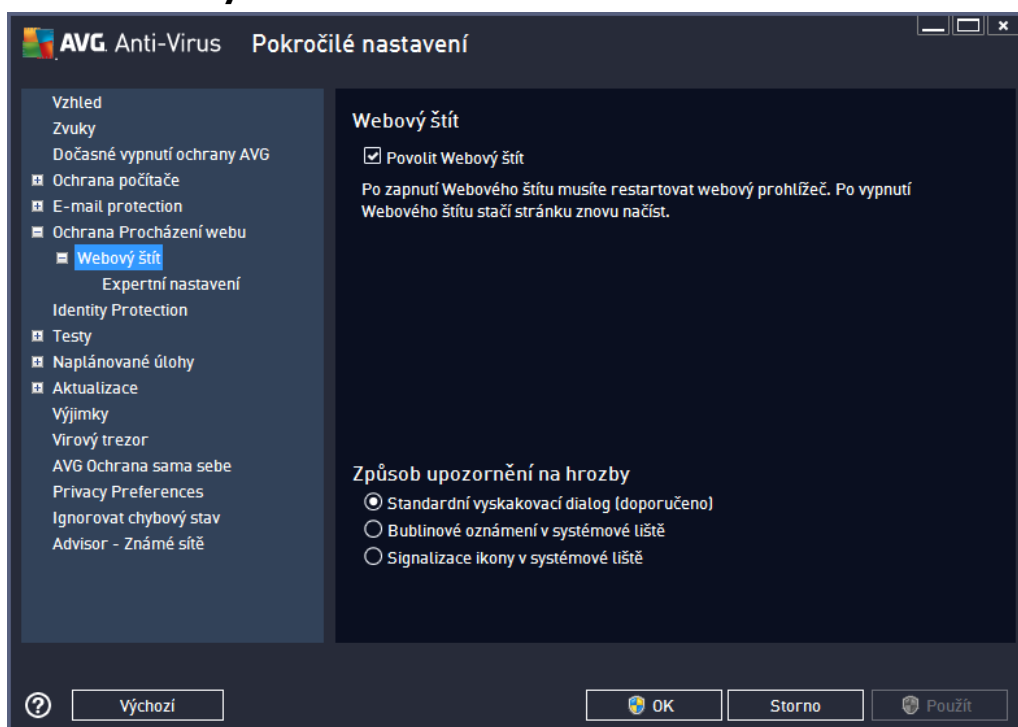 AVG. Anti-Virus Pokročilé nastavení
Vzhled
Zvuky
Dočasné vypnutí ochrany AVG
Ochrana počítače
E-mail protection
Ochrana Procházení webu
Webový štít
Expertní nastavení
Identity Protection
Testy
Naplánované úlohy
Aktualizace
Výjimky
Virový trezor
AVG Ochrana sama sebe
Privacy Preferences
Ignorovat chybový stav
Advisor - Známé sítě
Webový štít
Povolit Webový štít
Po zapnutí Webového štítu musíte restartovat webový prohlížeč. Po vypnutí
Webového štítu stačí stránku znovu načíst.
Způsob upozornění na hrozby
Standardní vyskakovací dialog (doporučeno)
Bublinové oznámení v systémové liště
Signalizace ikony v systémové liště
? Výchozí OK Storno Použít